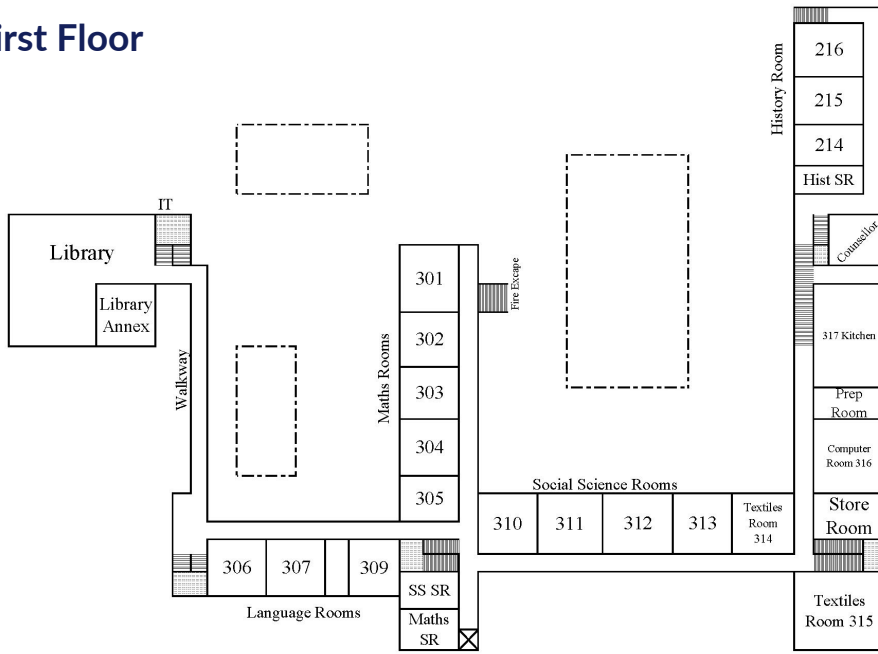 irst Floor
History Room
216
215
214
Hist SR
IT
Library
Library
Annex
Walkway
Counsellor
301
302
303
304
305
Maths Rooms
Fire Excape
317 Kitchen
Prep
Room
Computer
Room 316
Store
Room
Social Science Rooms
310
311
312
313
Textiles
Room
314
306
307
309
Language Rooms
SS SR
Maths
SR
Textiles
Room 315